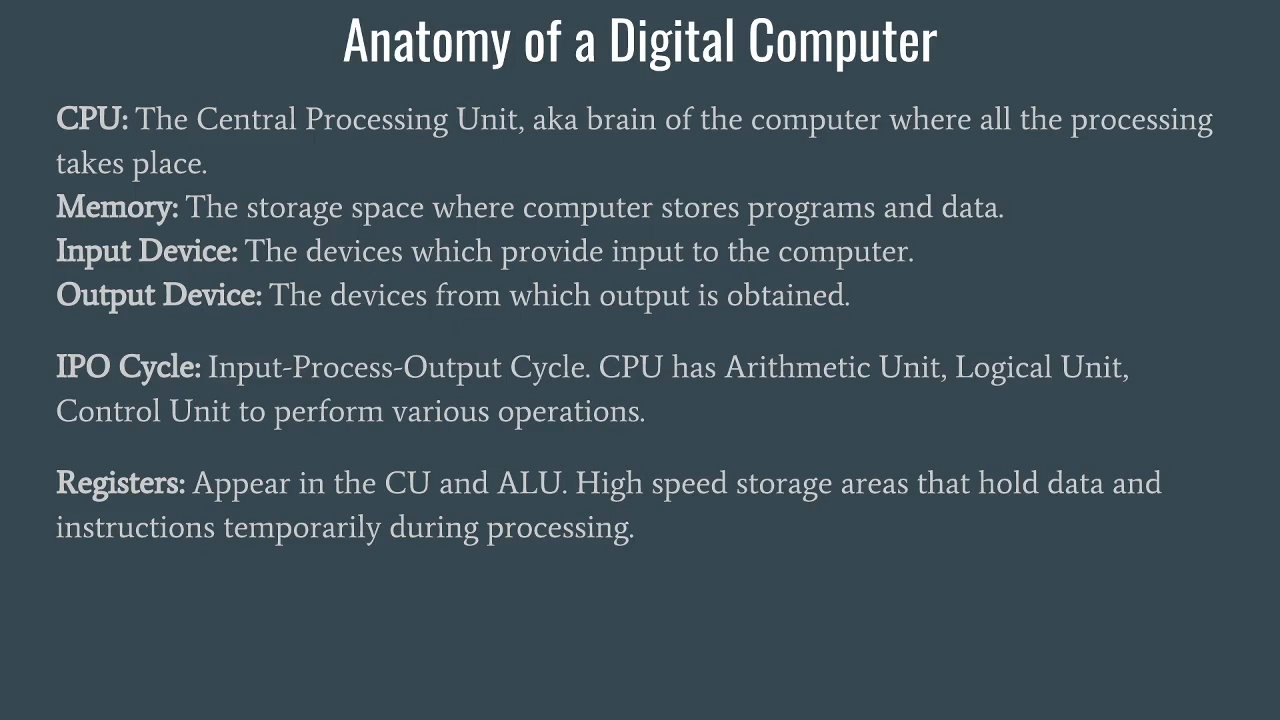 Anatomy of a Digital Computer
CPU: The Central Processing Unit, aka brain of the computer where all the processing
takes place.
Memory: The storage space where computer stores programs and data.
Input Device: The devices which provide input to the computer.
Output Device: The devices from which output is obtained.
IPO Cycle: Input-Process-Output Cycle. CPU has Arithmetic Unit, Logical Unit,
Control Unit to perform various operations.
Registers: Appear in the CU and ALU. High speed storage areas that hold data and
instructions temporarily during processing.